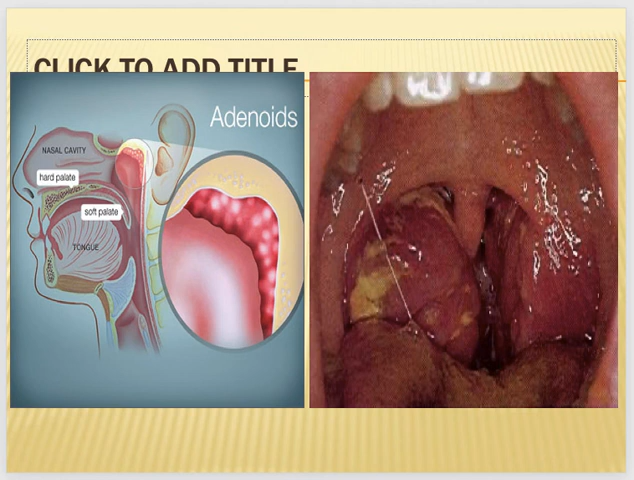 CLICK TO ADD TITLE
Adenoids
NASAL CAVITY
hard palate
soft palate
TONGUE